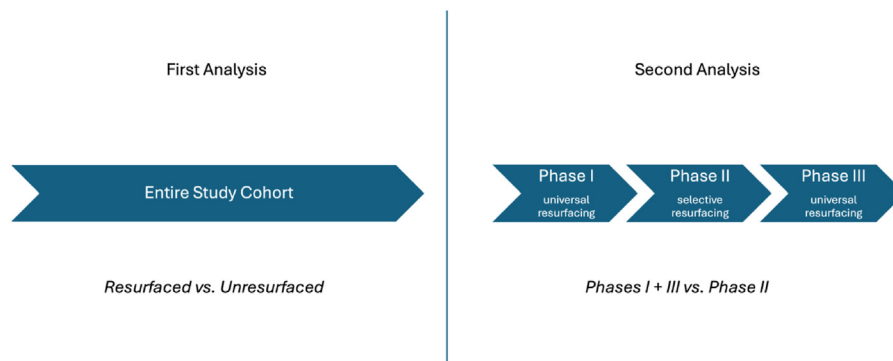 First Analysis
Entire Study Cohort
Resurfaced vs. Unresurfaced
Second Analysis
Phase I
universal
resurfacing
Phase II
selective
resurfacing
Phase III
universal
resurfacing
Phases I + III vs. Phase II